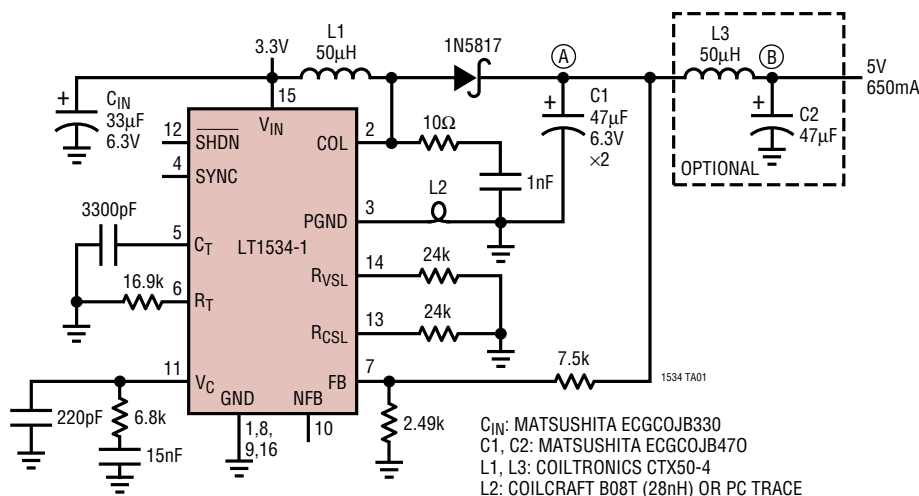 L1
50µH
3.3V
1N5817
A
L3
50µH
B
5V
650mA
+
CIN
33µF
6.3V
15
VIN
12
SHDN
4
SYNC
COL
2
10Ω
1nF
+
C1
47µF
6.3V
×2
+
C2
47µF
OPTIONAL
L2
PGND
3
3300pF
5
CT
LT1534-1
16.9k
6
RT
RVSL
14
24k
RCSL
13
24k
11
VC
FB
7
7.5k
1534 TA01
GND
NFB
1,8,
9,16
10
2.49k
220pF
6.8k
15nF
CIN: MATSUSHITA ECGCOJB330
C1, C2: MATSUSHITA ECGCOJB470
L1, L3: COILTRONICS CTX50-4
L2: COILCRAFT B08T (28nH) OR PC TRACE